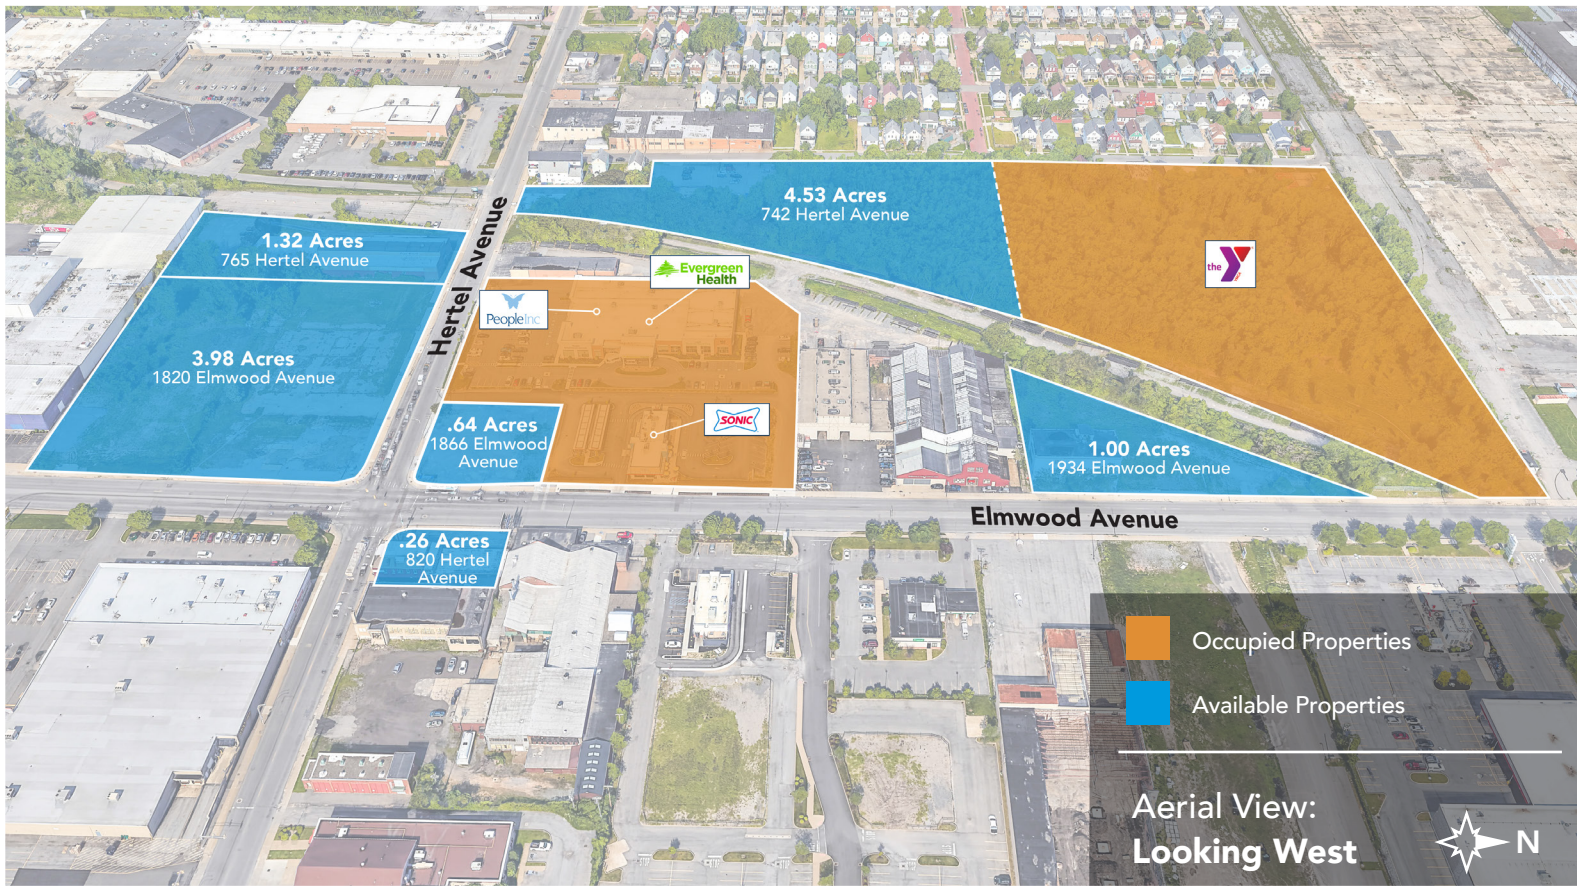 4.53 Acres
742 Hertel Avenue
1.32 Acres
765 Hertel Avenue
Hertel Avenue
the Y
Evergreen
Health
PeopleInc
3.98 Acres
1820 Elmwood Avenue
.64 Acres
1866 Elmwood
Avenue
SONIC
1.00 Acres
1934 Elmwood Avenue
Elmwood Avenue
.26 Acres
820 Hertel
Avenue
Occupied Properties
Available Properties
Aerial View:
Looking West
N